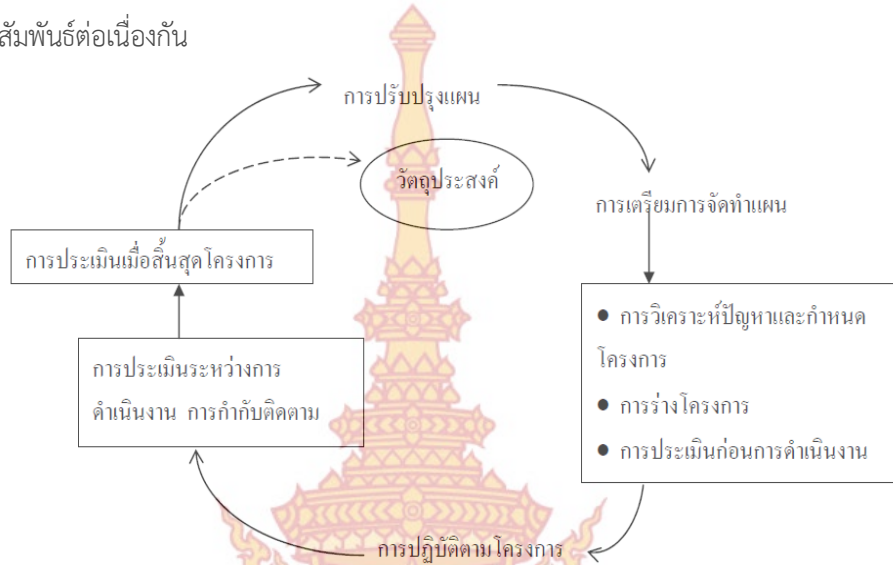 สัมพันธ์ต่อเนื่องกัน
การปรับปรุงแผน
วัตถุประสงค์
การเตรียมการจัดทำแผน
● การวิเคราะห์ปัญหาและกำหนด
โครงการ
● การร่างโครงการ
● การประเมินก่อนการดำเนินงาน
การปฏิบัติตามโครงการ
การประเมินระหว่างการ
ดำเนินงาน การกำกับติดตาม
การประเมินเมื่อสิ้นสุดโครงการ